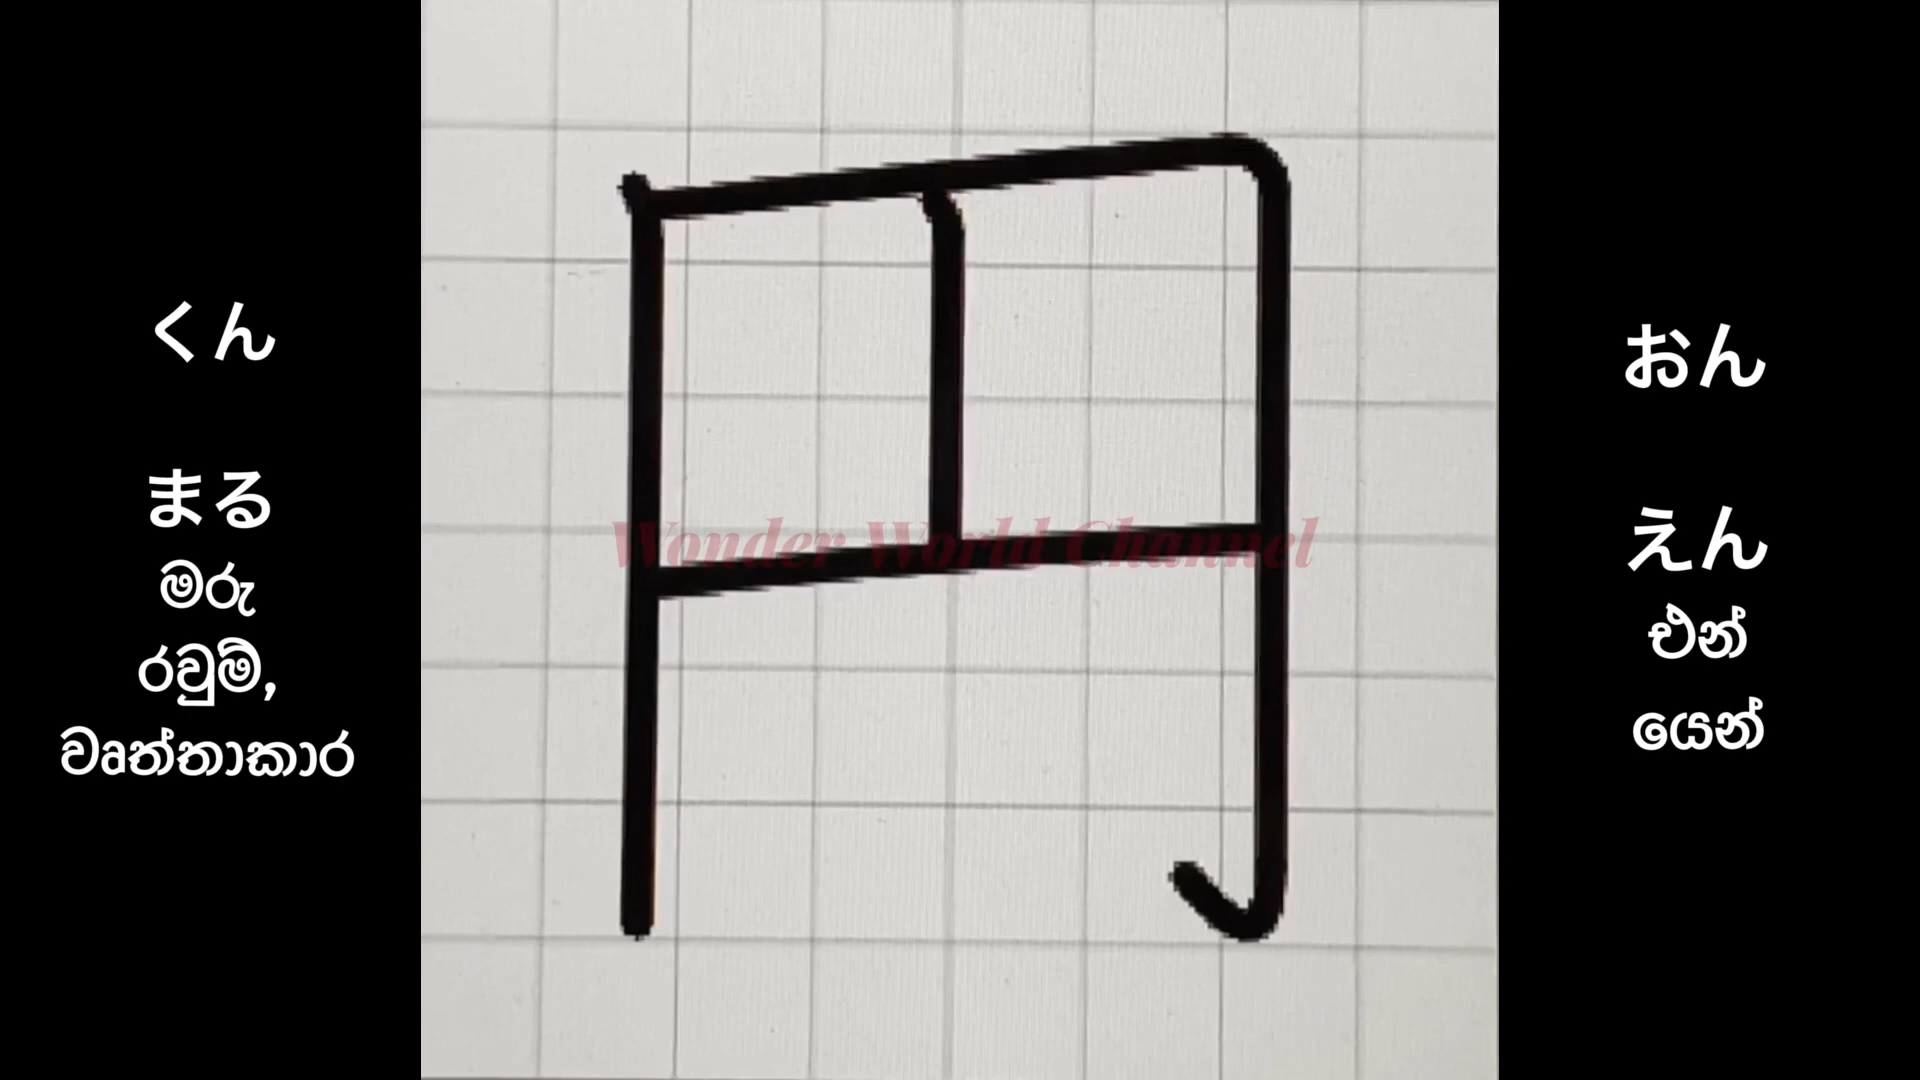 くん
まる
මරු
රවුම්,
වෘත්තාකාර
円
Wonder World Channel
おん
えん
එන්
යෙන්